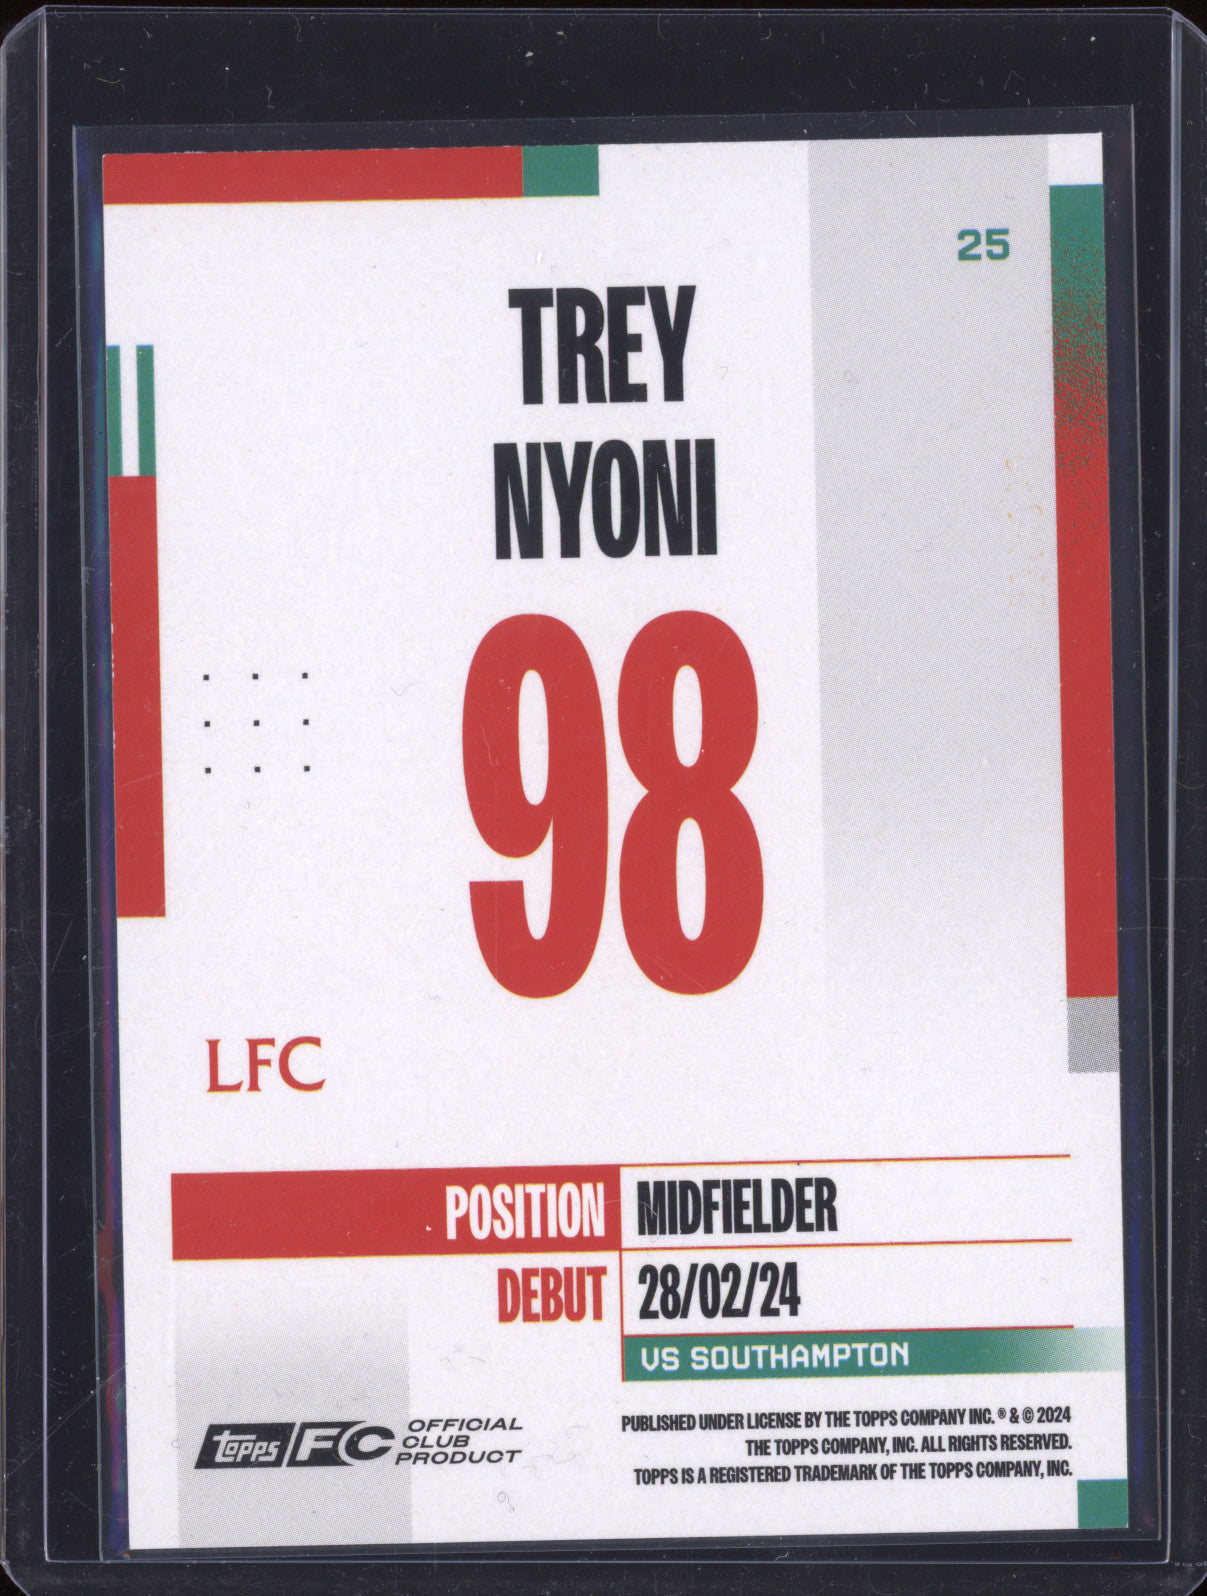 25
TREY
NYONI
98
LFC
POSITION MIDFIELDER
DEBUT 28/02/24
VS SOUTHAMPTON
topps FC OFFICIAL
CLUB
PRODUCT
PUBLISHED UNDER LICENSE BY THE TOPPS COMPANY INC. ® & © 2024
THE TOPPS COMPANY, INC. ALL RIGHTS RESERVED.
TOPPS IS A REGISTERED TRADEMARK OF THE TOPPS COMPANY, INC.